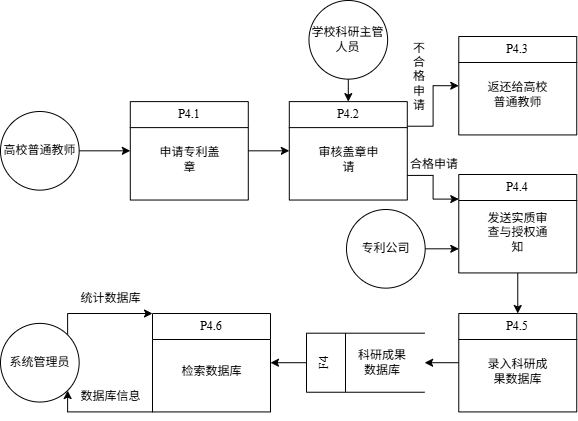 学校科研主管
人员
不
合
格
申
请
P4.3
返还给高校
普通教师
P4.1
申请专利盖
章
P4.2
审核盖章申
请
高校普通教师
合格申请
P4.4
发送实质审
查与授权通
知
专利公司
统计数据库
P4.6
检索数据库
系统管理员
数据库信息
F4
科研成果
数据库
P4.5
录入科研成
果数据库